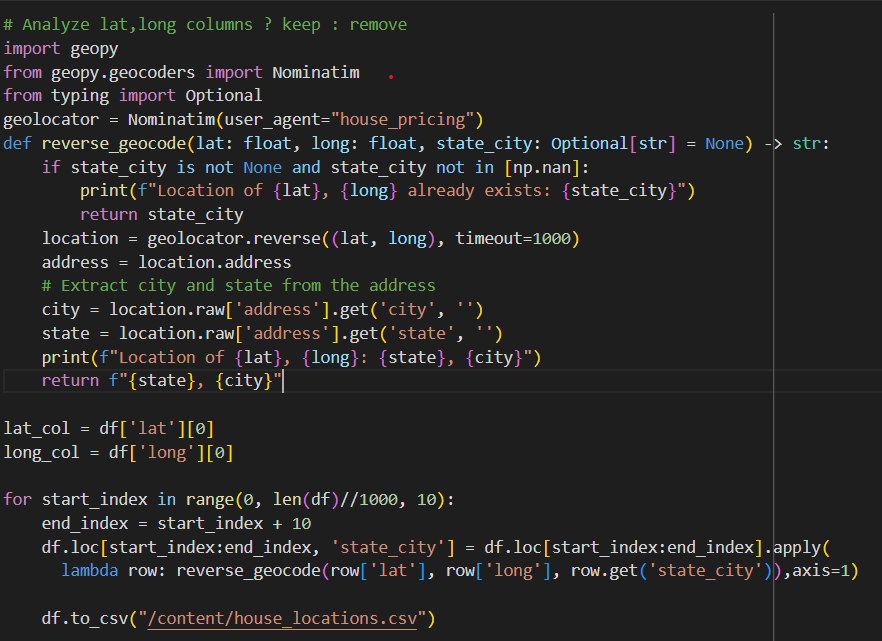 # Analyze lat,long columns ? keep : remove
import geopy
from geopy.geocoders import Nominatim
from typing import Optional
geolocator = Nominatim(user_agent="house_pricing")
def reverse_geocode(lat: float, long: float, state_city: Optional[str] = None) -> str:
    if state_city is not None and state_city not in [np.nan]:
        print(f"Location of {lat}, {long} already exists: {state_city}")
        return state_city
    location = geolocator.reverse((lat, long), timeout=1000)
    address = location.address
    # Extract city and state from the address
    city = location.raw['address'].get('city', '')
    state = location.raw['address'].get('state', '')
    print(f"Location of {lat}, {long}: {state}, {city}")
    return f"{state}, {city}"
lat_col = df['lat'][0]
long_col = df['long'][0]
for start_index in range(0, len(df)//1000, 10):
    end_index = start_index + 10
    df.loc[start_index:end_index, 'state_city'] = df.loc[start_index:end_index].apply(
      lambda row: reverse_geocode(row['lat'], row['long'], row.get('state_city')),axis=1)
    df.to_csv("/content/house_locations.csv")